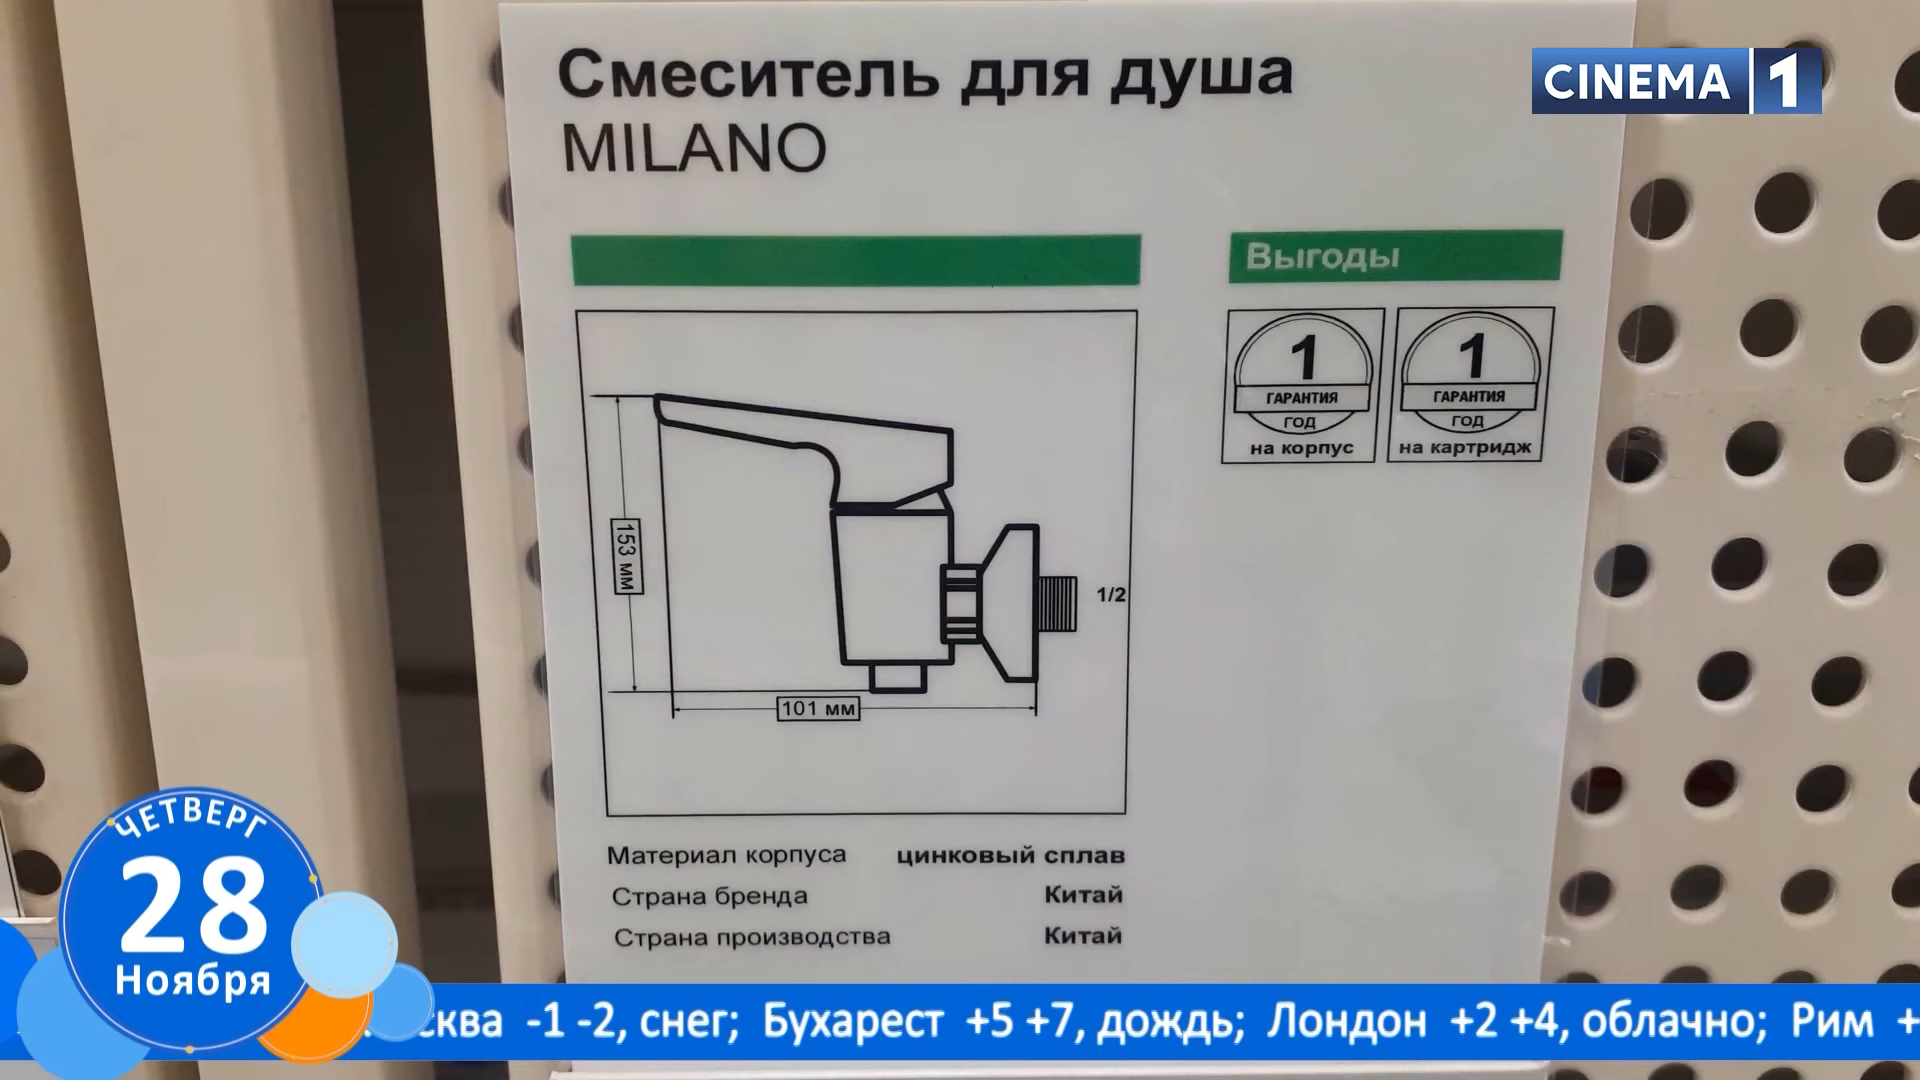 Смеситель для душа
MILANO
CINEMA 1
Выгоды
1
ГАРАНТИЯ
ГОД
на корпус
1
ГАРАНТИЯ
ГОД
на картридж
153 мм
1/2
101 мм
Материал корпуса цинковый сплав
Страна бренда Китай
Страна производства Китай
ЧЕТВЕРГ
28
Ноября
сква -1 -2, снег; Бухарест +5 +7, дождь; Лондон +2 +4, облачно; Рим +